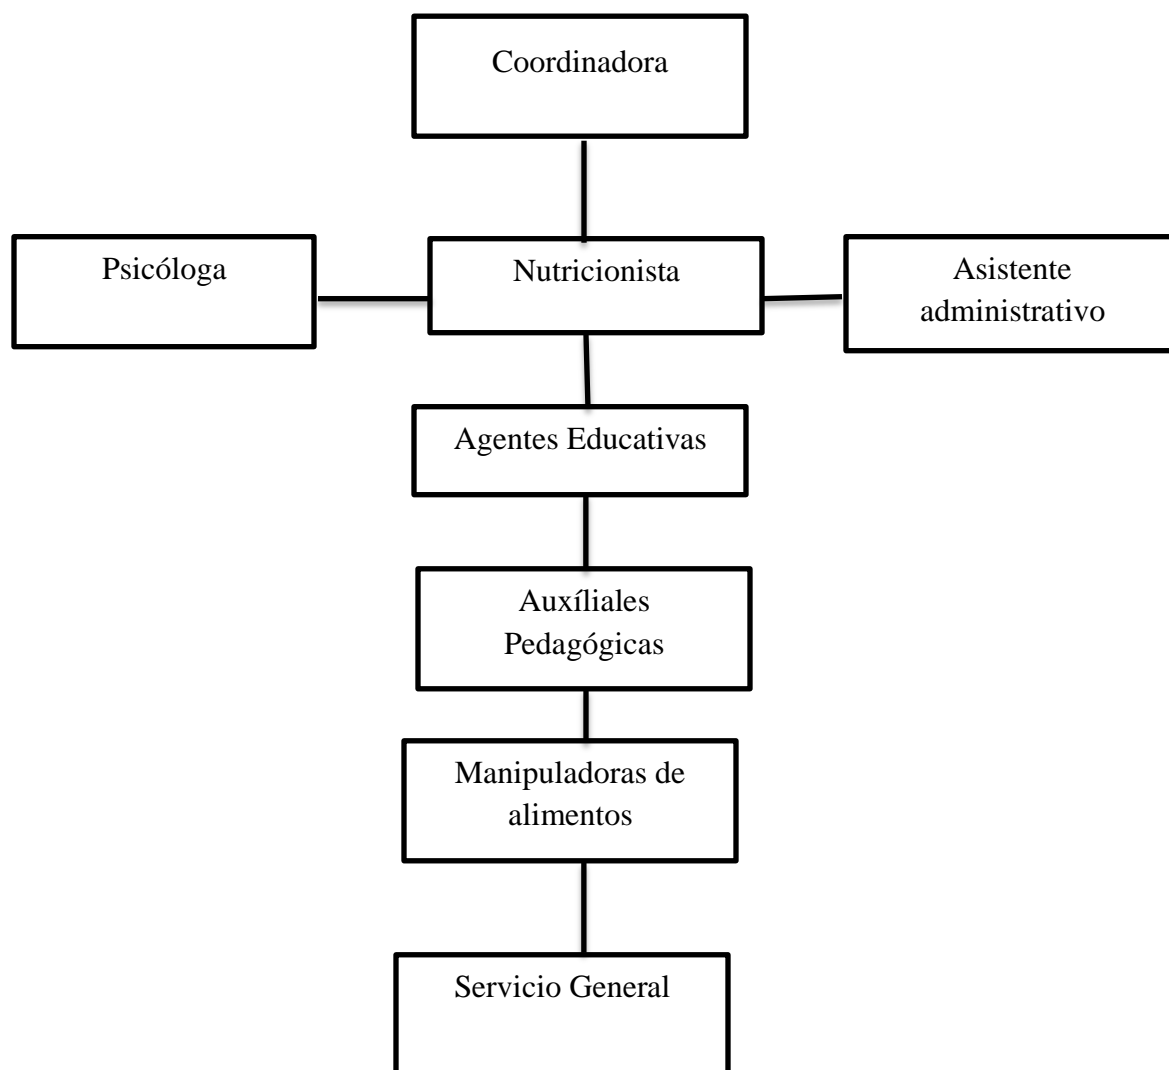 Coordinadora
Psicóloga
Nutricionista
Asistente
administrativo
Agentes Educativas
Auxíliales
Pedagógicas
Manipuladoras de
alimentos
Servicio General